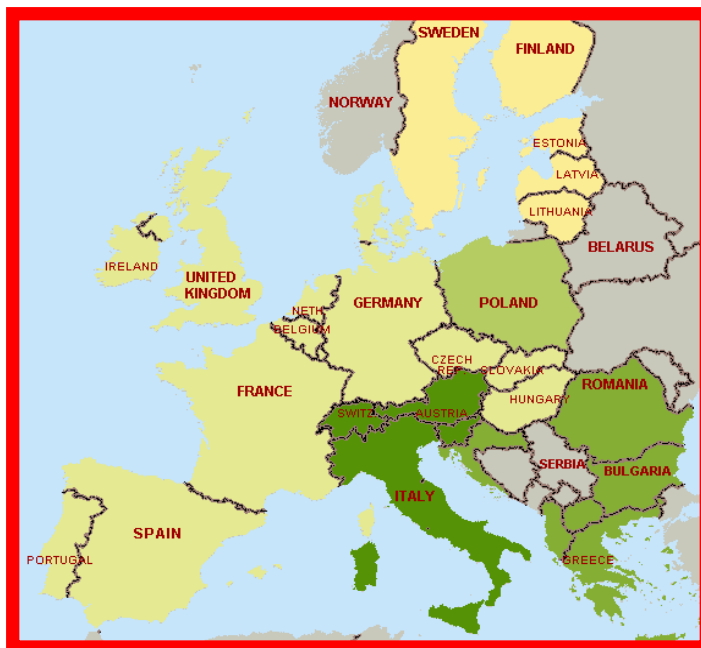 SWEDEN
FINLAND
NORWAY
ESTONIA
LATVIA
LITHUANIA
BELARUS
IRELAND
UNITED
KINGDOM
NETH
GERMANY
POLAND
BELGIUM
CZECH
REP.
SLOVAKIA
FRANCE
ROMANIA
HUNGARY
SWITZ.
AUSTRIA
SERBIA
BULGARIA
ITALY
SPAIN
PORTUGAL
GREECE